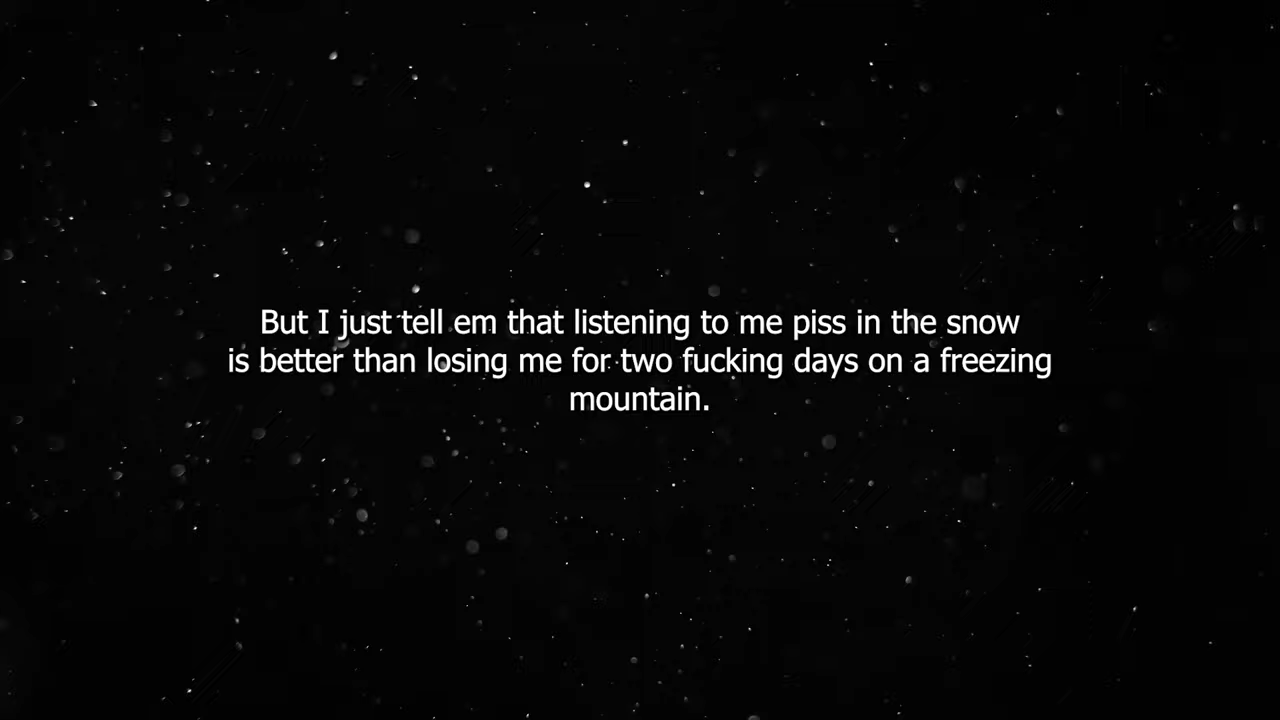 But I just tell em that listening to me piss in the snow
is better than losing me for two fucking days on a freezing
mountain.